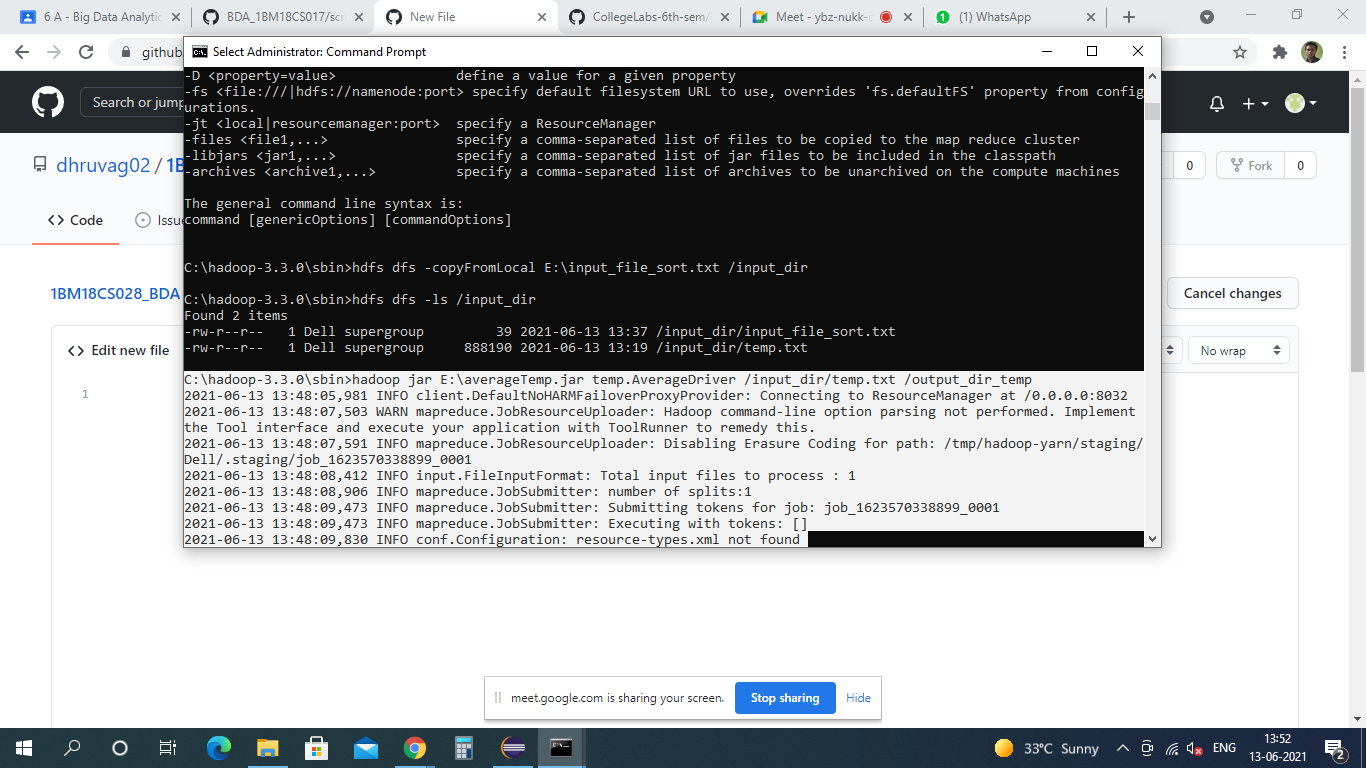 6 A - Big Data Analytic
BDA_1BM18CS017/scr
New File
CollegeLabs-6th-sem/
Meet - ybz-nukk-
(1) WhatsApp
github
Select Administrator: Command Prompt
Search or jump
-D <property=value>               define a value for a given property
-fs <file:///|hdfs://namenode:port> specify default filesystem URL to use, overrides 'fs.defaultFS' property from config
urations.
-jt <local|resourcemanager:port>  specify a ResourceManager
-files <file1,...>                specify a comma-separated list of files to be copied to the map reduce cluster
-libjars <jar1,...>               specify a comma-separated list of jar files to be included in the classpath
-archives <archive1,...>          specify a comma-separated list of archives to be unarchived on the compute machines
The general command line syntax is:
command [genericOptions] [commandOptions]
C:\hadoop-3.3.0\sbin>hdfs dfs -copyFromLocal E:\input_file_sort.txt /input_dir
C:\hadoop-3.3.0\sbin>hdfs dfs -ls /input_dir
Found 2 items
-rw-r--r--   1 Dell supergroup         39 2021-06-13 13:37 /input_dir/input_file_sort.txt
-rw-r--r--   1 Dell supergroup     888190 2021-06-13 13:19 /input_dir/temp.txt
C:\hadoop-3.3.0\sbin>hadoop jar E:\averageTemp.jar temp.AverageDriver /input_dir/temp.txt /output_dir_temp
2021-06-13 13:48:05,981 INFO client.DefaultNoHARMFailoverProxyProvider: Connecting to ResourceManager at /0.0.0.0:8032
2021-06-13 13:48:07,503 WARN mapreduce.JobResourceUploader: Hadoop command-line option parsing not performed. Implement
the Tool interface and execute your application with ToolRunner to remedy this.
2021-06-13 13:48:07,591 INFO mapreduce.JobResourceUploader: Disabling Erasure Coding for path: /tmp/hadoop-yarn/staging/
Dell/.staging/job_1623570338899_0001
2021-06-13 13:48:08,412 INFO input.FileInputFormat: Total input files to process : 1
2021-06-13 13:48:08,906 INFO mapreduce.JobSubmitter: number of splits:1
2021-06-13 13:48:09,473 INFO mapreduce.JobSubmitter: Submitting tokens for job: job_1623570338899_0001
2021-06-13 13:48:09,473 INFO mapreduce.JobSubmitter: Executing with tokens: []
2021-06-13 13:48:09,830 INFO conf.Configuration: resource-types.xml not found
dhruvag02 / 1B
0
Fork 0
Code
Issu
1BM18CS028_BDA
Cancel changes
Edit new file
No wrap
1
meet.google.com is sharing your screen.
Stop sharing
Hide
33°C Sunny
ENG
13:52
13-06-2021
2